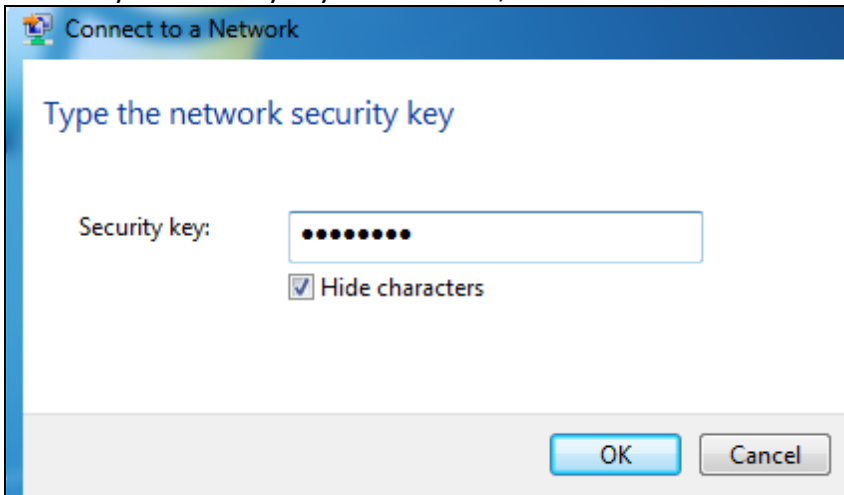 Connect to a Network
Type the network security key
Security key: ••••••••
Hide characters
OK Cancel